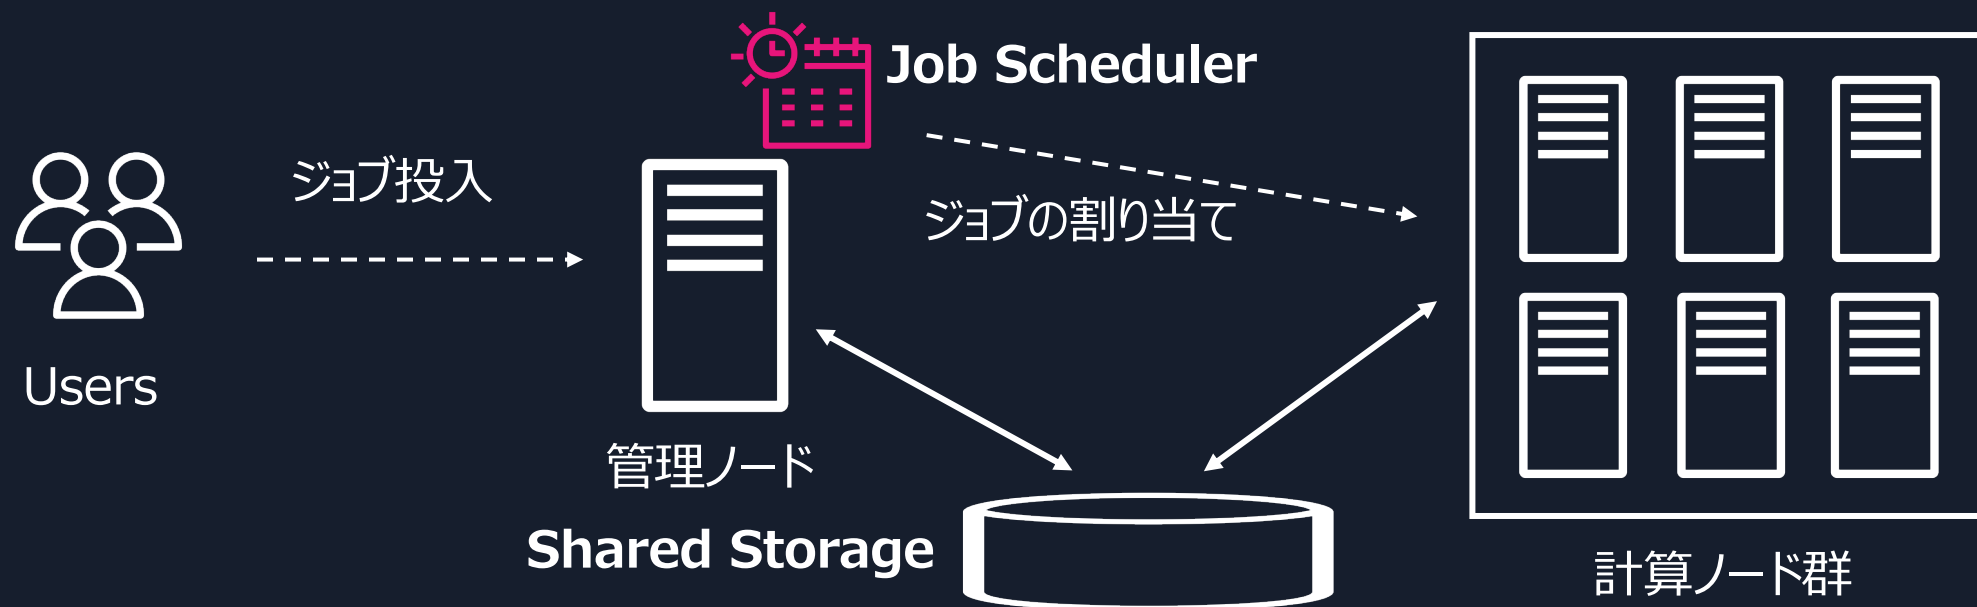 Job Scheduler
ジョブ投入
ジョブの割り当て
Users
管理ノード
Shared Storage
計算ノード群